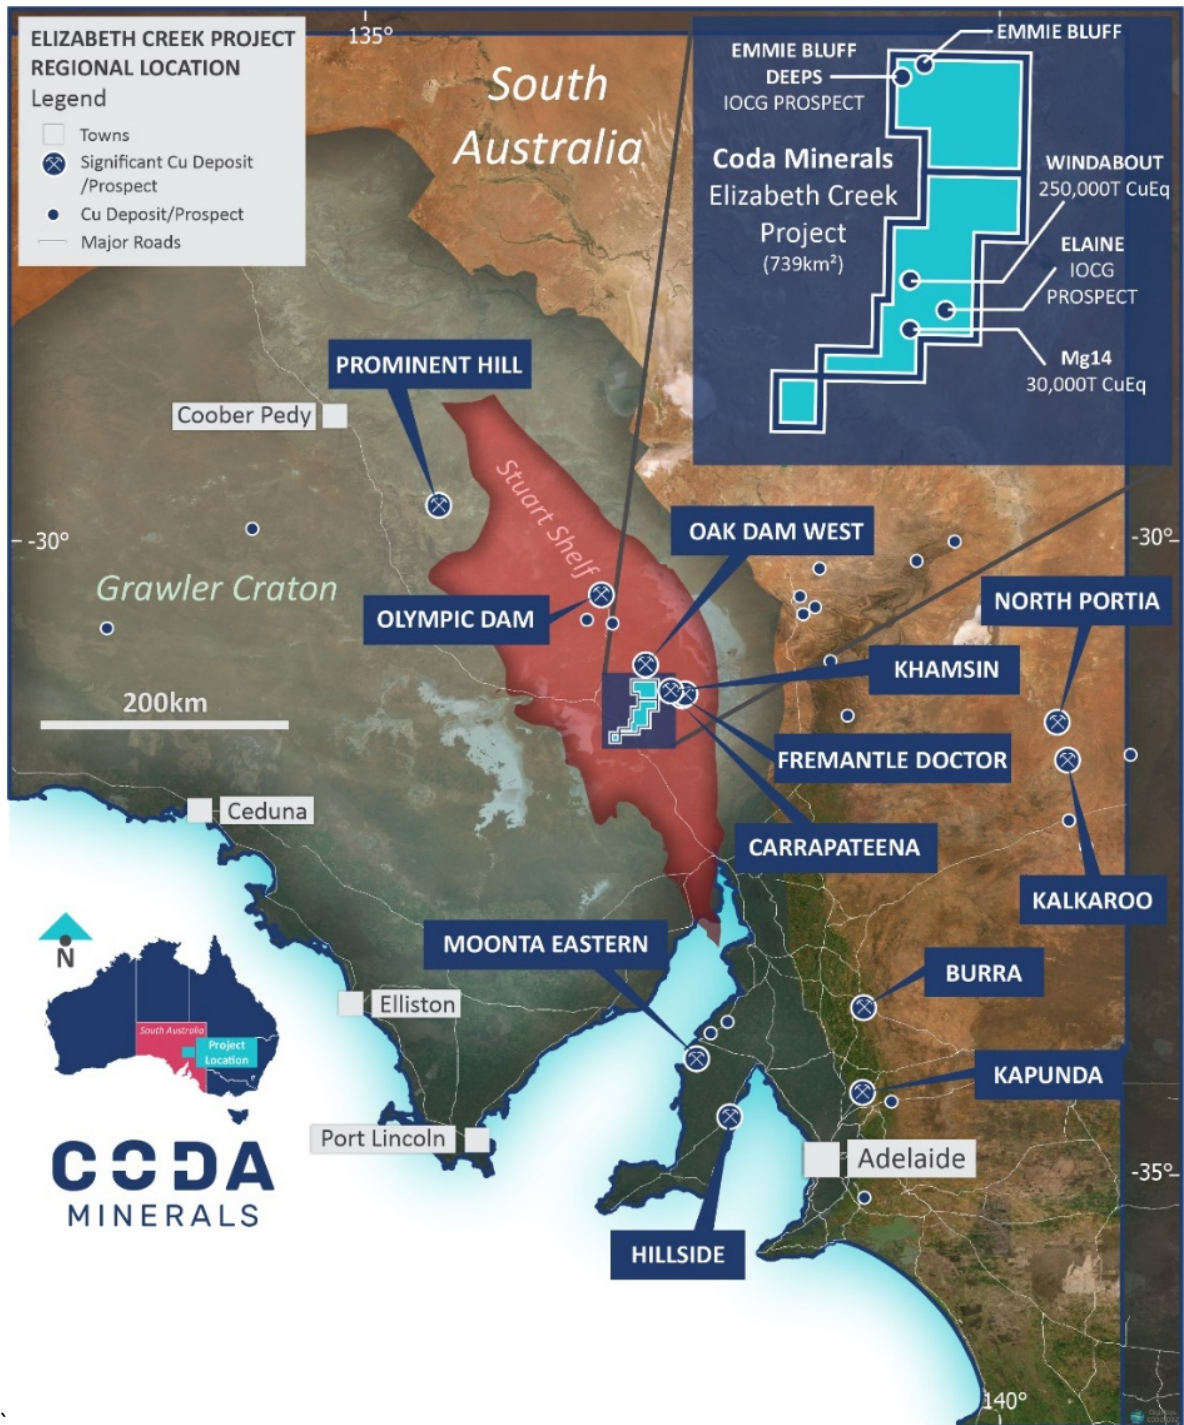 ELIZABETH CREEK PROJECT
REGIONAL LOCATION
Legend
Towns
Significant Cu Deposit
/Prospect
Cu Deposit/Prospect
Major Roads
135°
South
Australia
EMMIE BLUFF
EMMIE BLUFF
DEEPS
IOCG PROSPECT
Coda Minerals
Elizabeth Creek
Project
(739km²)
WINDABOUT
250,000T CuEq
ELAINE
IOCG
PROSPECT
Mg14
30,000T CuEq
PROMINENT HILL
Coober Pedy
Stuart Shelf
OAK DAM WEST
-30°
-30°
Grawler Craton
OLYMPIC DAM
NORTH PORTIA
KHAMSIN
200km
FREMANTLE DOCTOR
Ceduna
CARRAPATEENA
KALKAROO
MOONTA EASTERN
N
BURRA
Elliston
South Australia
Project
Location
KAPUNDA
Port Lincoln
CODA
MINERALS
Adelaide
-35°
HILLSIDE
140°